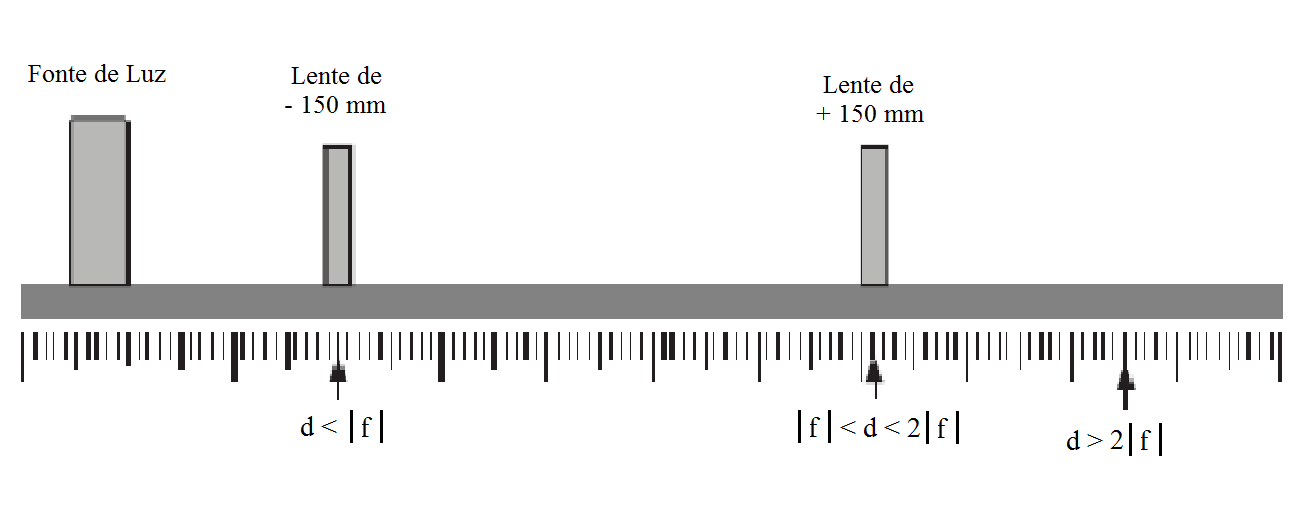 Fonte de Luz
Lente de
- 150 mm
Lente de
+ 150 mm
d < |f|
|f| < d < 2|f|
d > 2|f|